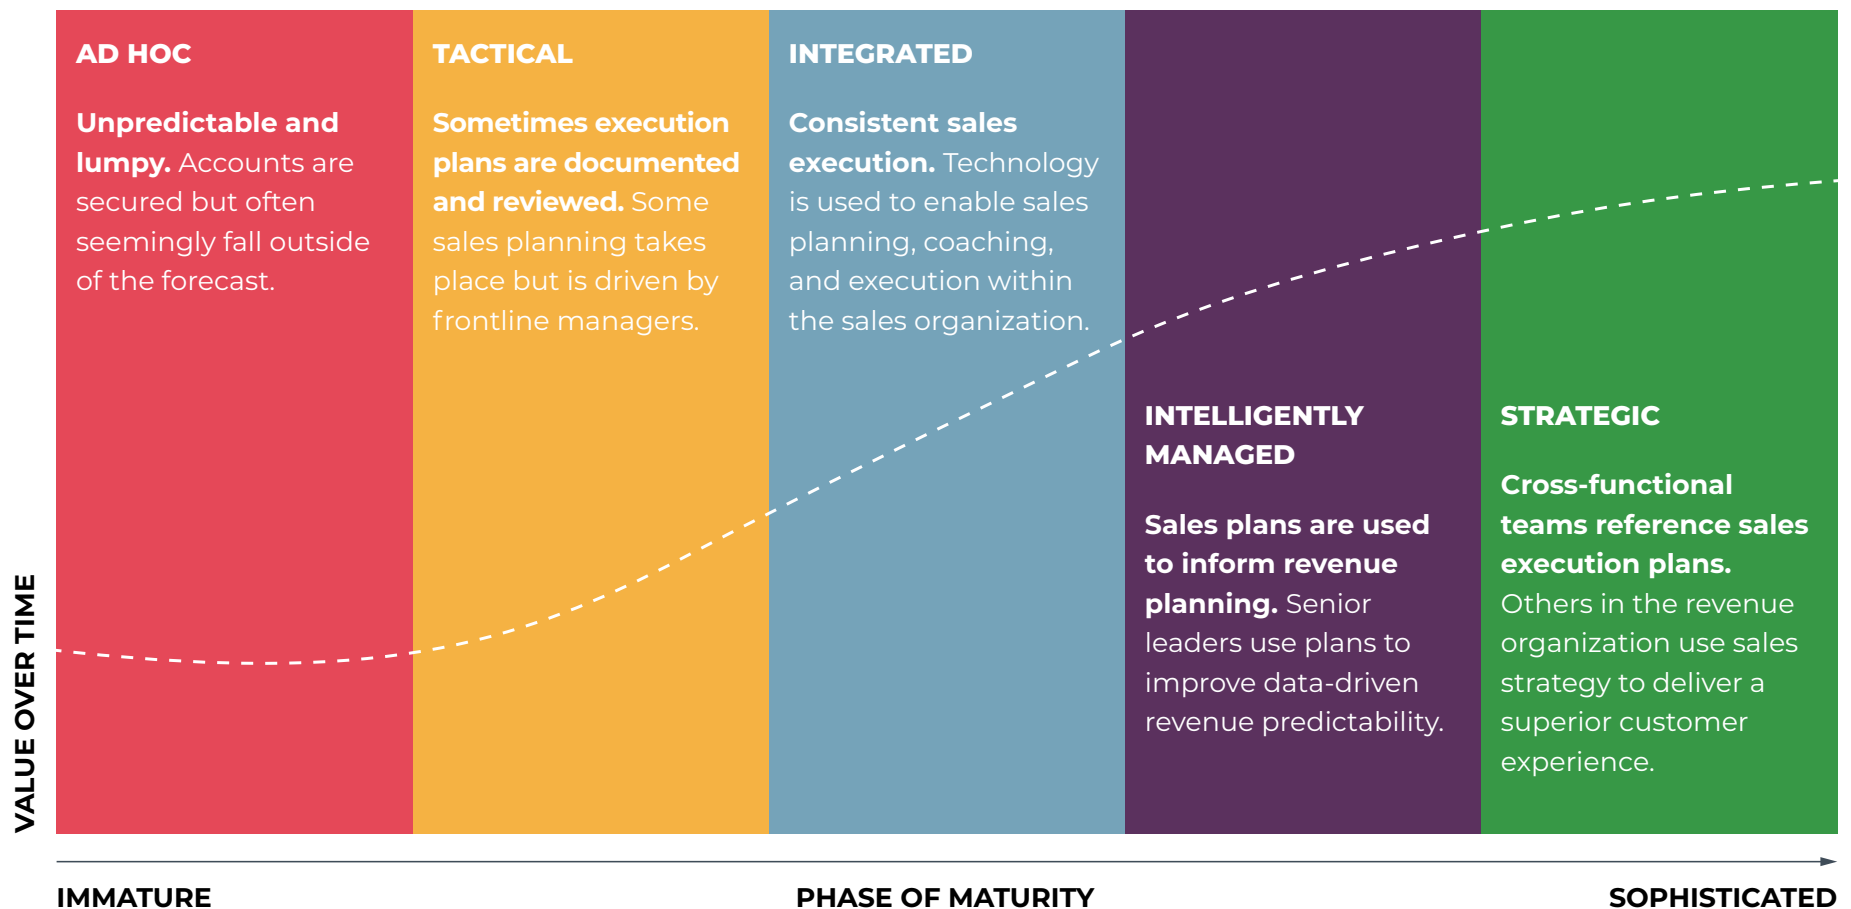 AD HOC
Unpredictable and
lumpy. Accounts are
secured but often
seemingly fall outside
of the forecast.
TACTICAL
Sometimes execution
plans are documented
and reviewed. Some
sales planning takes
place but is driven by
frontline managers.
INTEGRATED
Consistent sales
execution. Technology
is used to enable sales
planning, coaching,
and execution within
the sales organization.
INTELLIGENTLY
MANAGED
Sales plans are used
to inform revenue
planning. Senior
leaders use plans to
improve data-driven
revenue predictability.
STRATEGIC
Cross-functional
teams reference sales
execution plans.
Others in the revenue
organization use sales
strategy to deliver a
superior customer
experience.
VALUE OVER TIME
IMMATURE
PHASE OF MATURITY
SOPHISTICATED